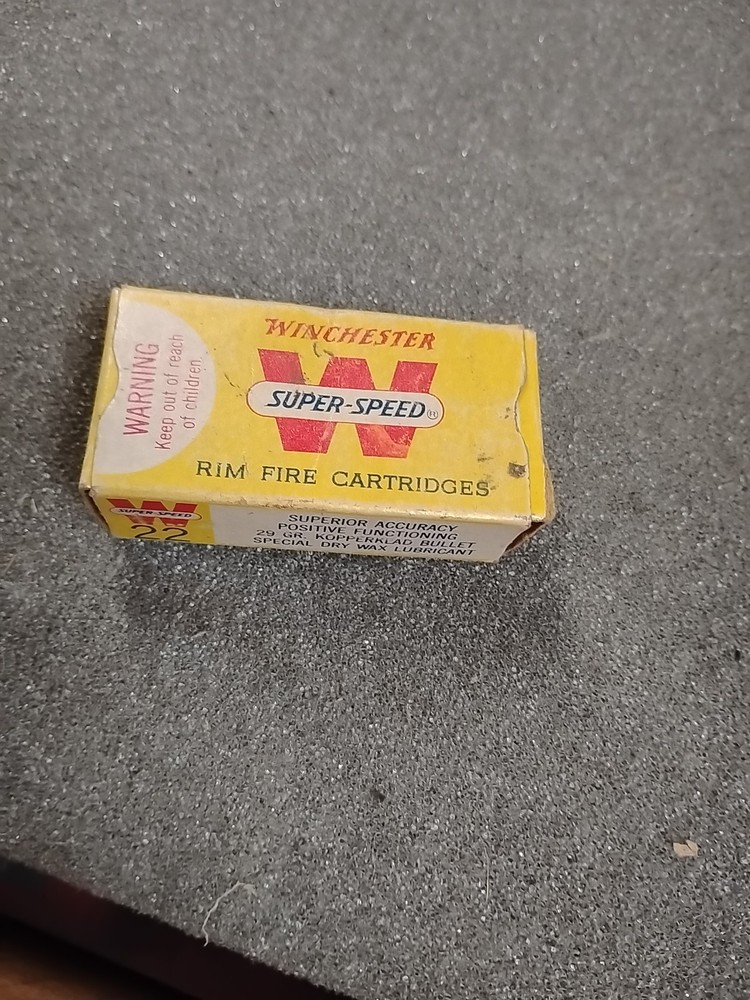 WARNING
Keep out of reach
of children.
WINCHESTER
W
SUPER-SPEED®
RIM FIRE CARTRIDGES
W
SUPER-SPEED
22
SUPERIOR ACCURACY
POSITIVE FUNCTIONING
29 GR. KOPPERKLAD BULLET
SPECIAL DRY WAX LUBRICANT